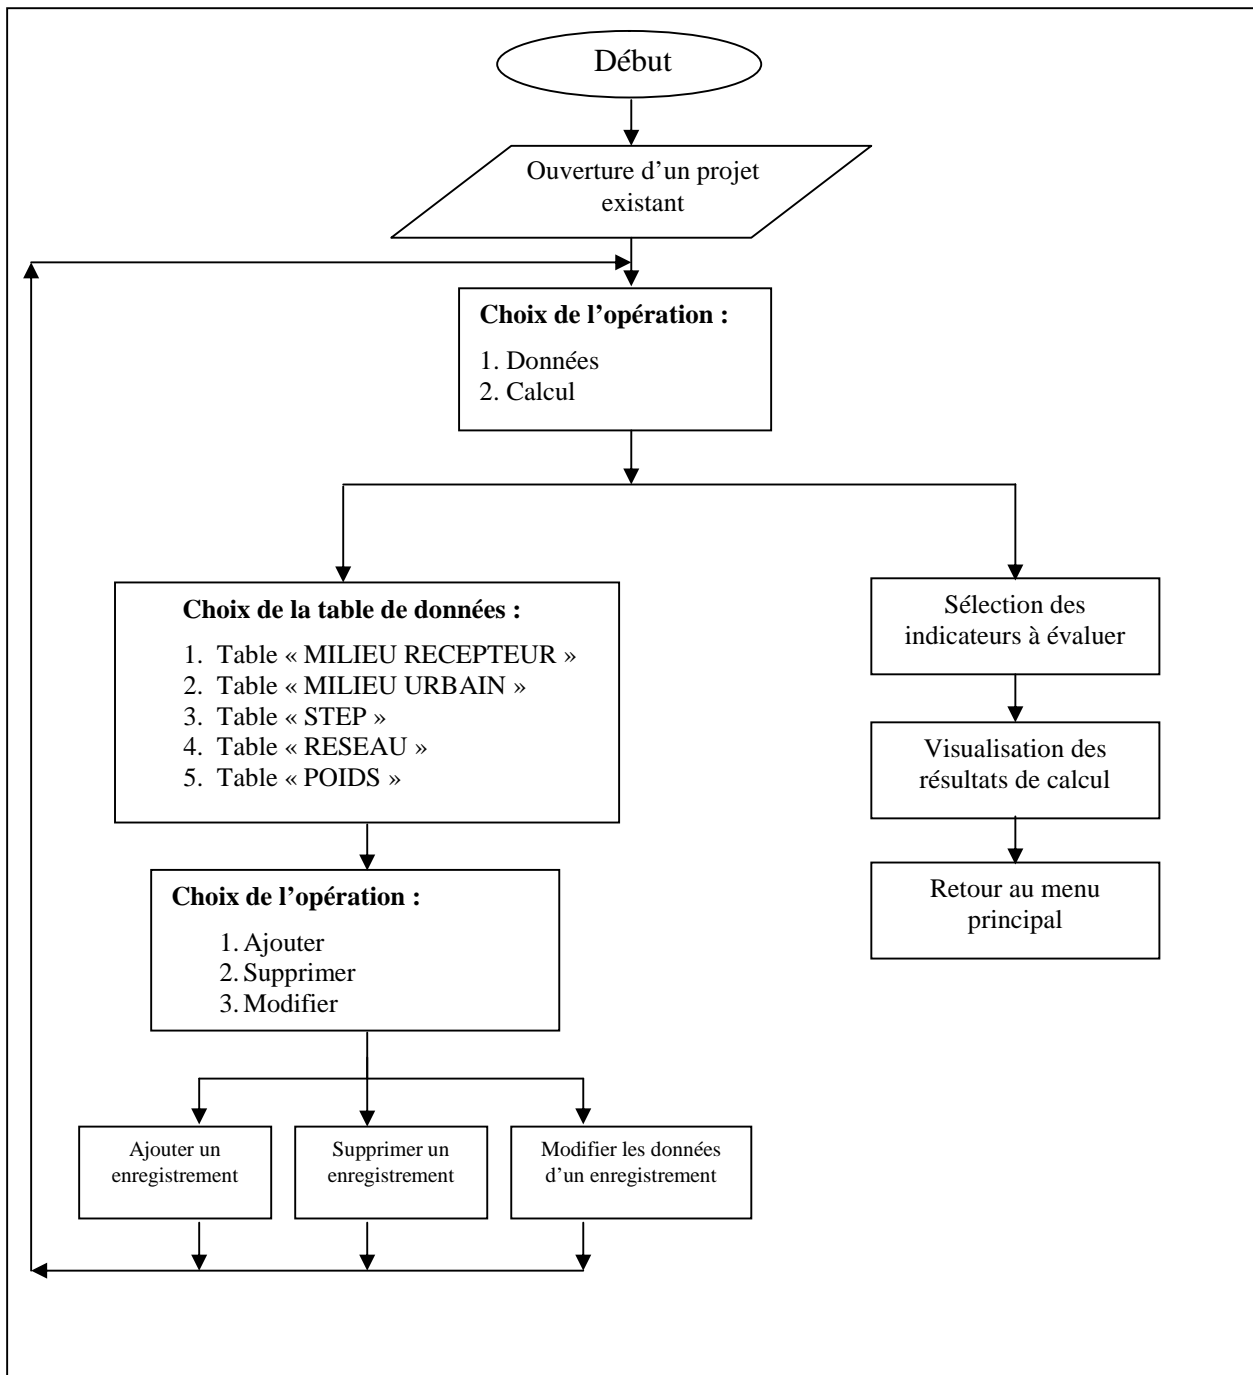 Début
Ouverture d’un projet
existant
Choix de l’opération :
1. Données
2. Calcul
Choix de la table de données :
1. Table « MILIEU RECEPTEUR »
2. Table « MILIEU URBAIN »
3. Table « STEP »
4. Table « RESEAU »
5. Table « POIDS »
Sélection des
indicateurs à évaluer
Visualisation des
résultats de calcul
Retour au menu
principal
Choix de l’opération :
1. Ajouter
2. Supprimer
3. Modifier
Ajouter un
enregistrement
Supprimer un
enregistrement
Modifier les données
d’un enregistrement